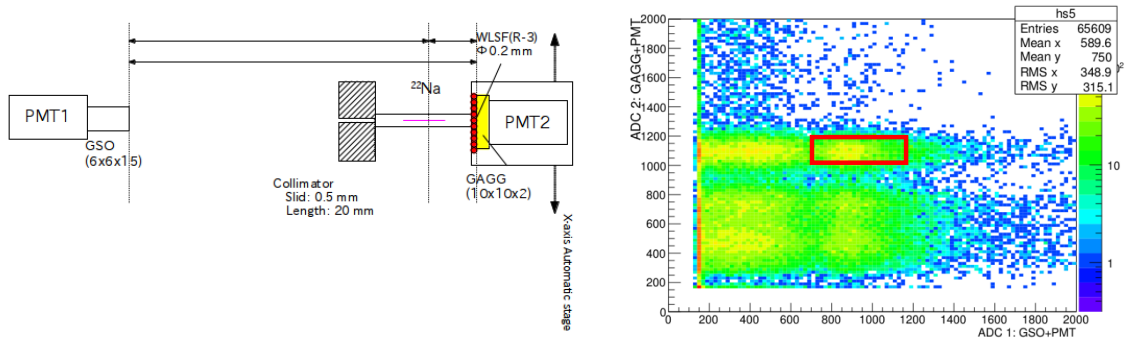 WLSF(R-3)
Φ0.2 mm
²²Na
PMT1
PMT2
GSO
(6x6x15)
GAGG
(10x10x2)
Collimator
Slid: 0.5 mm
Length: 20 mm
X-axis Automatic stage
hs5
Entries 65609
Mean x 589.6
Mean y 750
RMS x 348.9
RMS y 315.1
ADC 2: GAGG+PMT
2000
1800
1600
1400
1200
1000
800
600
400
200
0
0 200 400 600 800 1000 1200 1400 1600 1800 2000
ADC 1: GSO+PMT
10
1